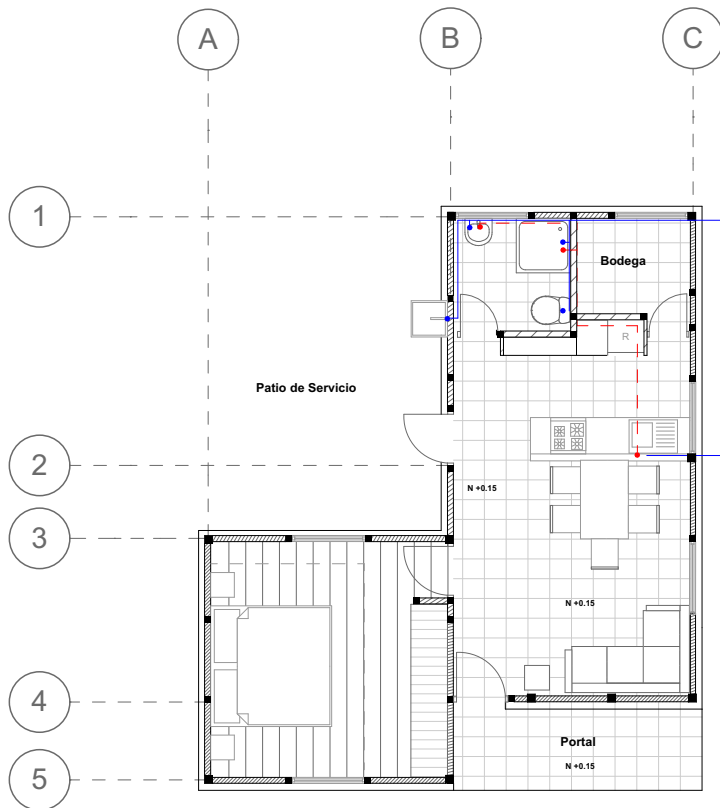 A
B
C
1
Bodega
R
Patio de Servicio
2
N +0.15
3
N +0.15
4
Portal
N +0.15
5